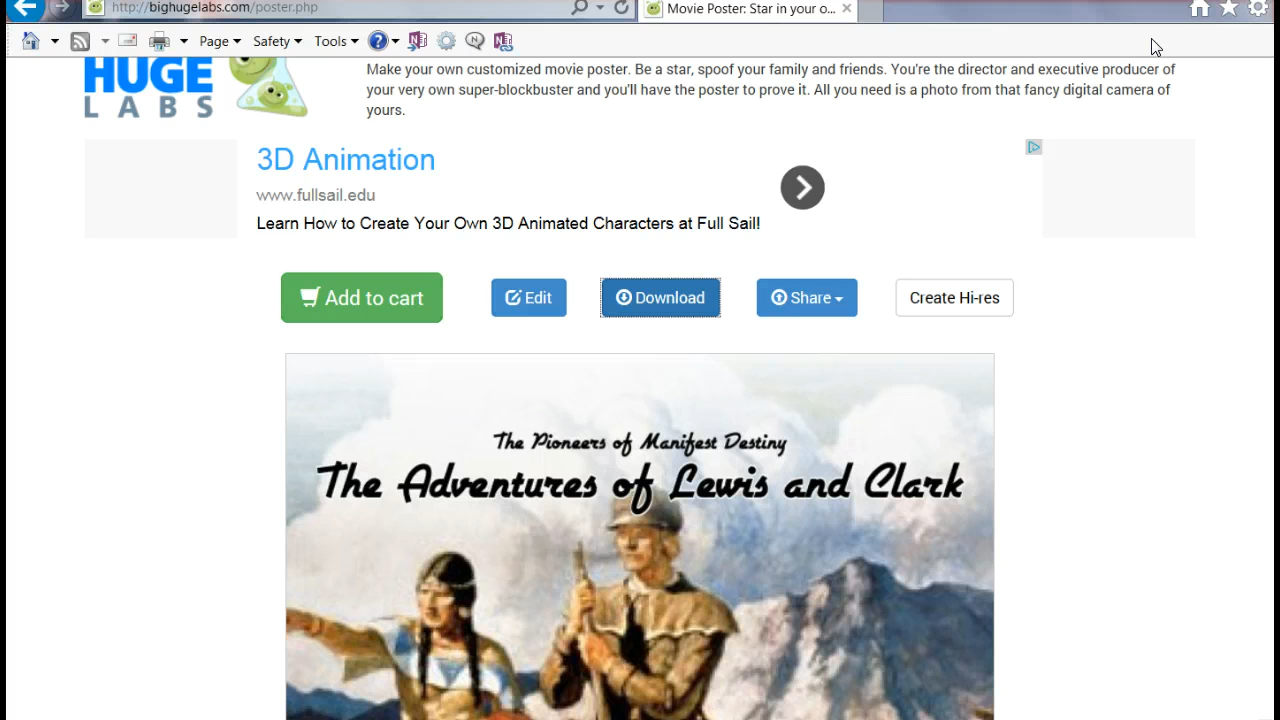 http://bighugelabs.com/poster.php
Movie Poster: Star in your o...
Page
Safety
Tools
HUGE
LABS
Make your own customized movie poster. Be a star, spoof your family and friends. You're the director and executive producer of
your very own super-blockbuster and you'll have the poster to prove it. All you need is a photo from that fancy digital camera of
yours.
3D Animation
www.fullsail.edu
Learn How to Create Your Own 3D Animated Characters at Full Sail!
Add to cart
Edit
Download
Share
Create Hi-res
The Pioneers of Manifest Destiny
The Adventures of Lewis and Clark